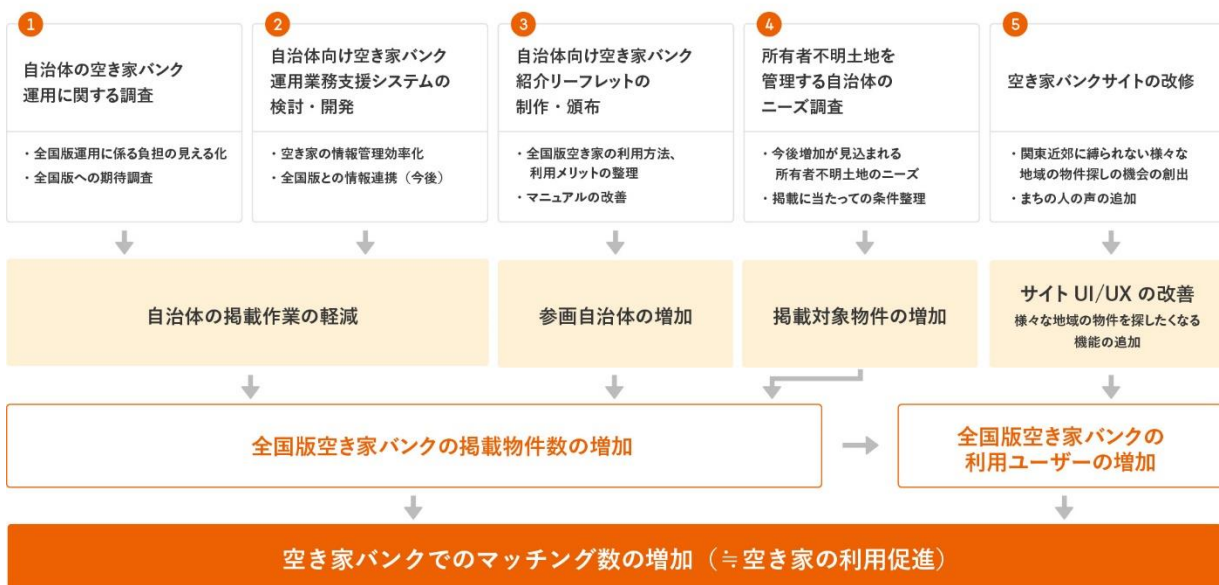 1
自治体の空き家バンク
運用に関する調査
・全国版運用に係る負担の見える化
・全国版への期待調査
2
自治体向け空き家バンク
運用業務支援システムの
検討・開発
・空き家の情報管理効率化
・全国版との情報連携（今後）
3
自治体向け空き家バンク
紹介リーフレットの
制作・頒布
・全国版空き家の利用方法、
利用メリットの整理
・マニュアルの改善
4
所有者不明土地を
管理する自治体の
ニーズ調査
・今後増加が見込まれる
所有者不明土地のニーズ
・掲載に当たっての条件整理
5
空き家バンクサイトの改修
・関東近郊に縛られない様々な
地域の物件探しの機会の創出
・まちの人の声の追加
自治体の掲載作業の軽減
参画自治体の増加
掲載対象物件の増加
サイト UI/UX の改善
様々な地域の物件を探したくなる
機能の追加
全国版空き家バンクの掲載物件数の増加
全国版空き家バンクの
利用ユーザーの増加
空き家バンクでのマッチング数の増加（≒空き家の利用促進）